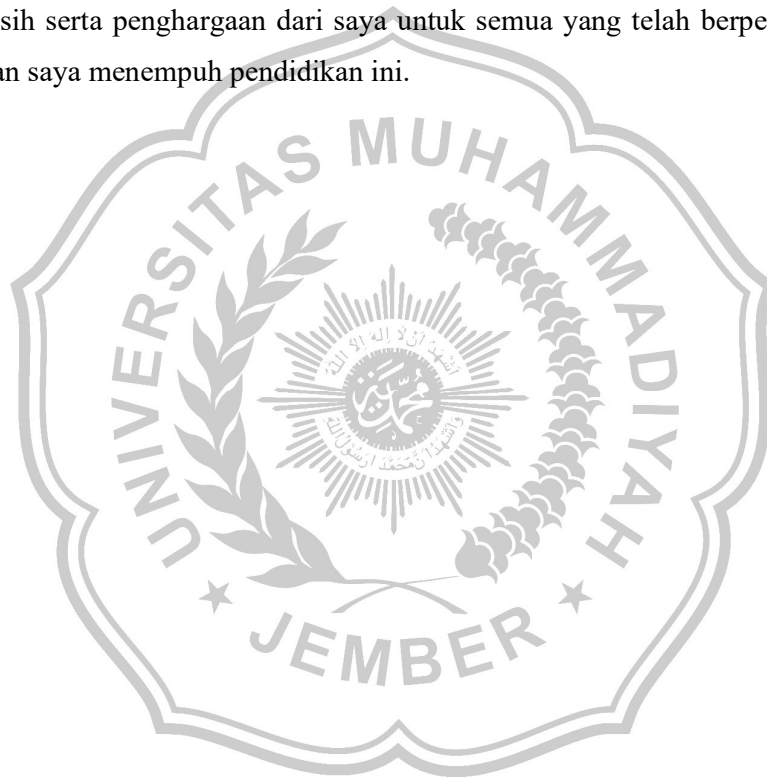 sih serta penghargaan dari saya untuk semua yang telah berpe
an saya menempuh pendidikan ini.
UNIVERSITAS MUHAMMADIYAH
JEMBER